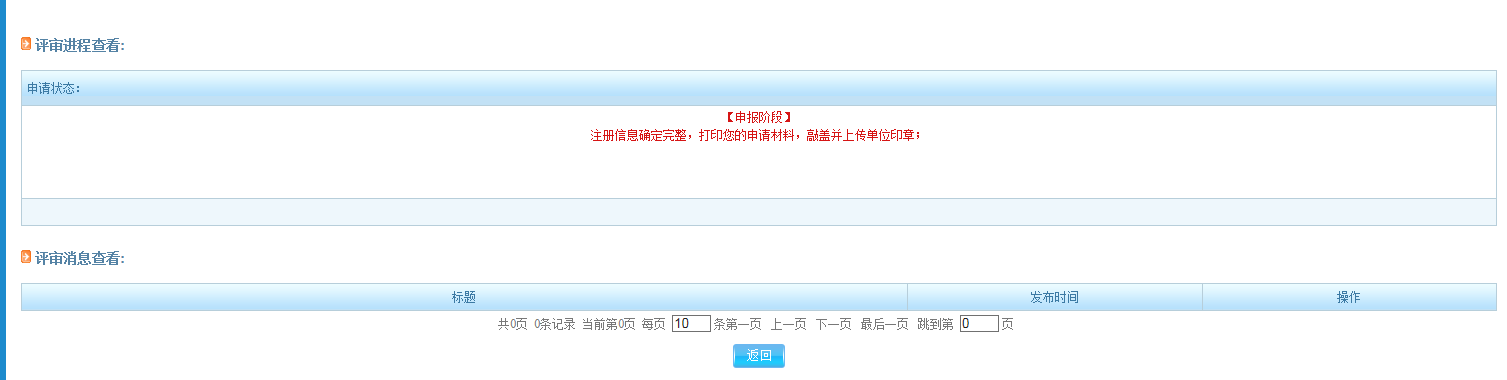 评审进程查看:
申请状态:
【申报阶段】
注册信息确定完整，打印您的申请材料，敲盖并上传单位印章；
评审消息查看:
标题 发布时间 操作
共0页 0条记录 当前第0页 每页 10 条第一页 上一页 下一页 最后一页 跳到第 0 页
返回